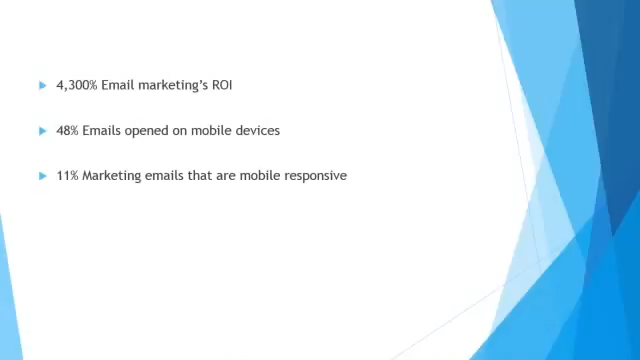 4,300% Email marketing’s ROI
48% Emails opened on mobile devices
11% Marketing emails that are mobile responsive